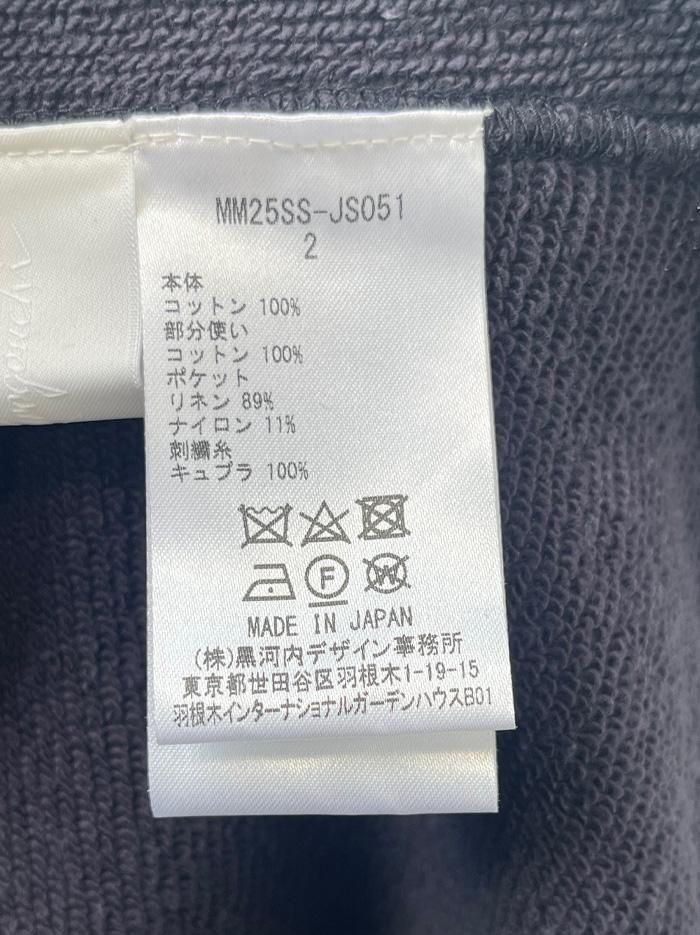 MM25SS-JS051
2
本体
コットン 100%
部分使い
コットン 100%
ポケット
リネン 89%
ナイロン 11%
刺繍糸
キュプラ 100%
F
W
MADE IN JAPAN
(株)黒河内デザイン事務所
東京都世田谷区羽根木1-19-15
羽根木インターナショナルガーデンハウスB01